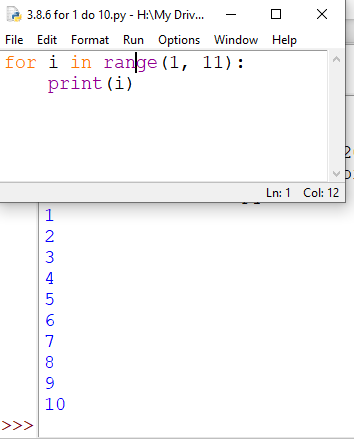 3.8.6 for 1 do 10.py - H:\My Driv...
File Edit Format Run Options Window Help
for i in range(1, 11):
    print(i)
Ln: 1 Col: 12
1
2
3
4
5
6
7
8
9
10
>>>